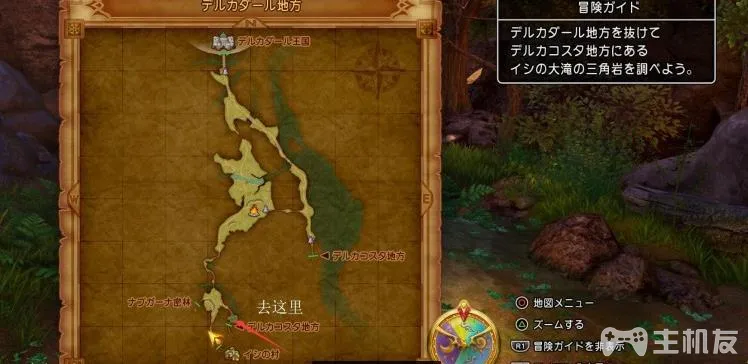 デルカダール地方
N
デルカダール王国
W
E
デルカコスタ地方
ナプガーナ密林
去这里
デルカコスタ地方
イシの村
冒険ガイド
デルカダール地方を抜けて
デルカコスタ地方にある
イシの大滝の三角岩を調べよう。
地図メニュー
ズームする
R1 冒険ガイドを非表示
主机友